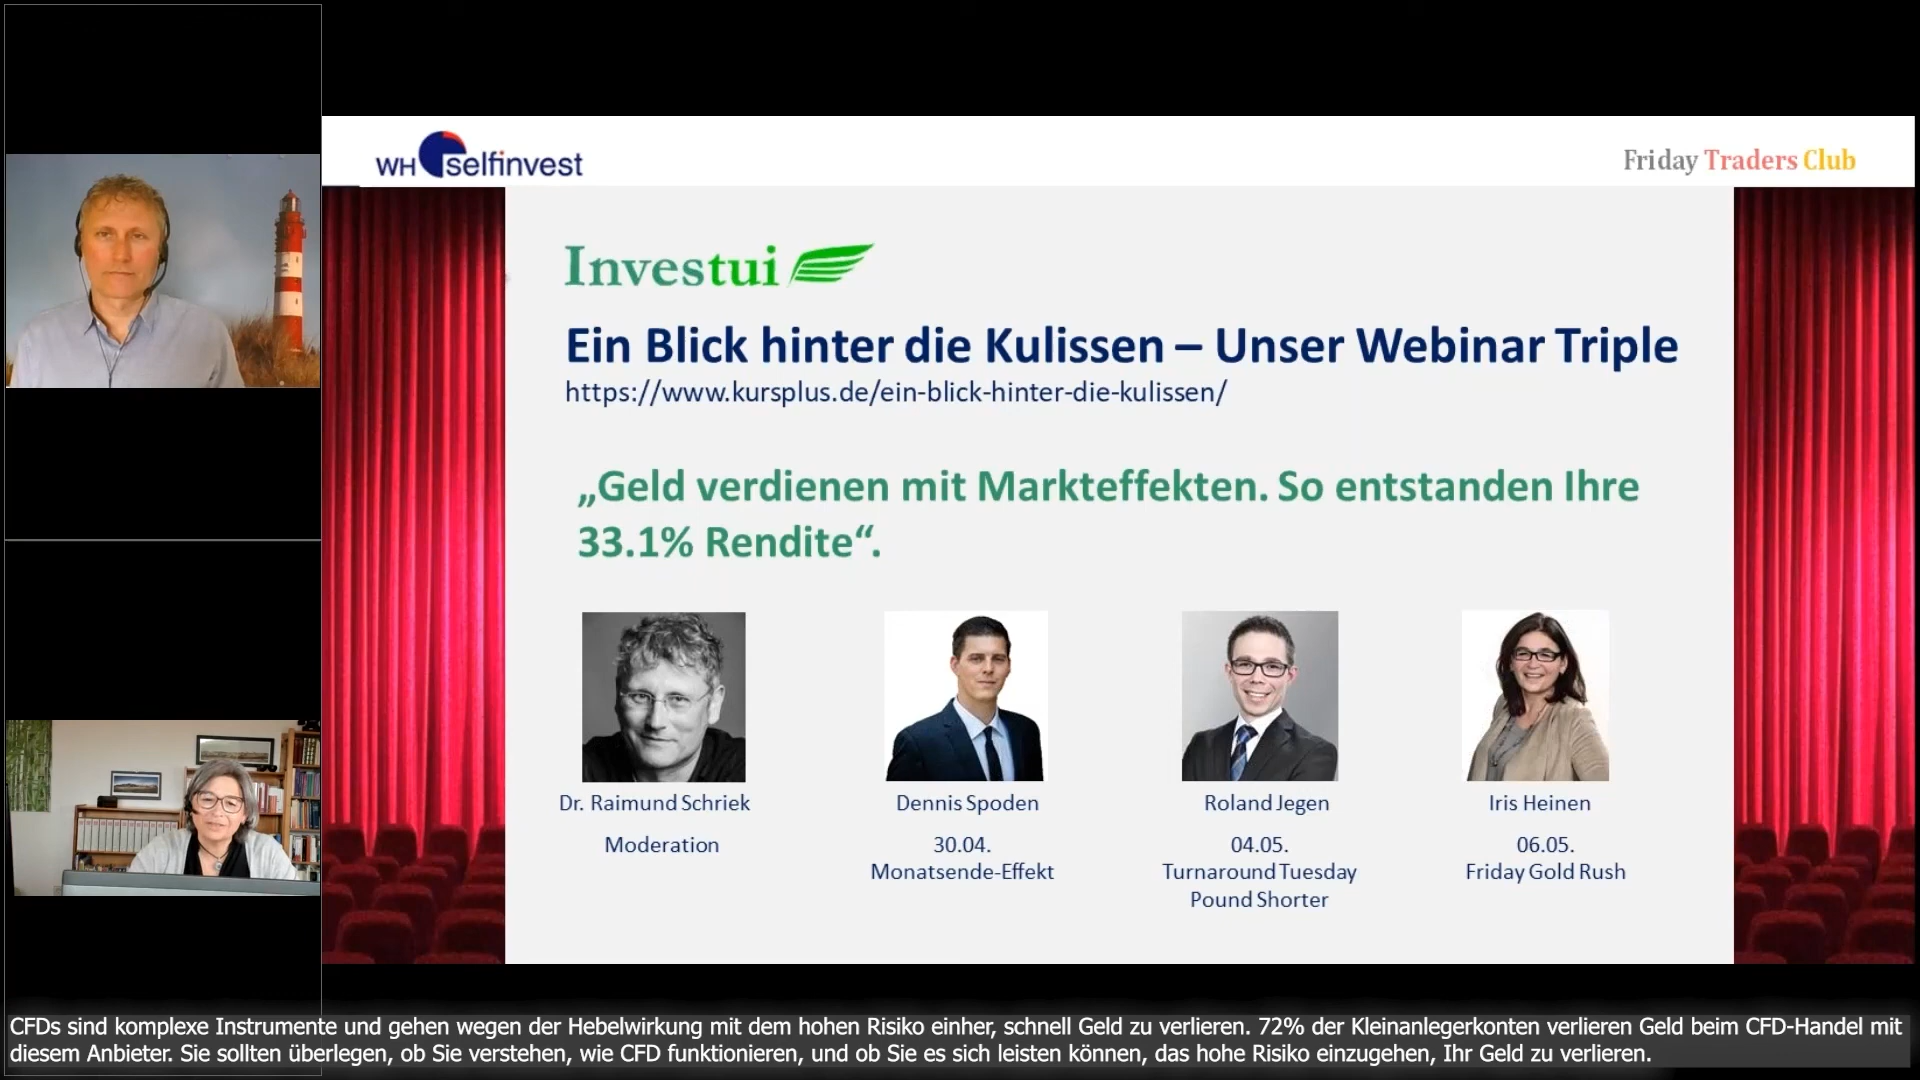 WH selfinvest
Friday Traders Club
Investui
Ein Blick hinter die Kulissen – Unser Webinar Triple
https://www.kursplus.de/ein-blick-hinter-die-kulissen/
„Geld verdienen mit Markteffekten. So entstanden Ihre
33.1% Rendite“.
Dr. Raimund Schriek
Moderation
Dennis Spoden
30.04.
Monatsende-Effekt
Roland Jegen
04.05.
Turnaround Tuesday
Pound Shorter
Iris Heinen
06.05.
Friday Gold Rush
CFDs sind komplexe Instrumente und gehen wegen der Hebelwirkung mit dem hohen Risiko einher, schnell Geld zu verlieren. 72% der Kleinanlegerkonten verlieren Geld beim CFD-Handel mit
diesem Anbieter. Sie sollten überlegen, ob Sie verstehen, wie CFD funktionieren, und ob Sie es sich leisten können, das hohe Risiko einzugehen, Ihr Geld zu verlieren.